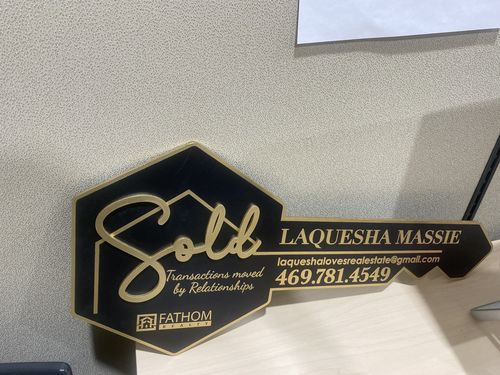 Sold
Transactions moved
by Relationships
FATHOM
REALTY
LAQUESHA MASSIE
laqueshalovesrealestate@gmail.com
469.781.4549